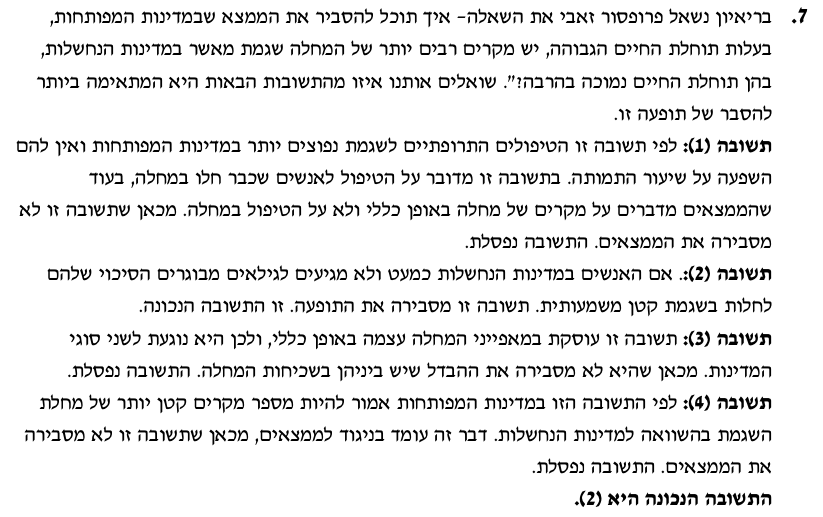 7. בריאיון נשאל פרופסור זאבי את השאלה- איך תוכל להסביר את הממצא שבמדינות המפותחות,
בעלות תוחלת החיים הגבוהה, יש מקרים רבים יותר של המחלה שגמת מאשר במדינות הנחשלות,
בהן תוחלת החיים נמוכה בהרבה?". שואלים אותנו איזו מהתשובות הבאות היא המתאימה ביותר
להסבר של תופעה זו.
תשובה (1): לפי תשובה זו הטיפולים התרופתיים לשגמת נפוצים יותר במדינות המפותחות ואין להם
השפעה על שיעור התמותה. בתשובה זו מדובר על הטיפול לאנשים שכבר חלו במחלה, בעוד
שהממצאים מדברים על מקרים של מחלה באופן כללי ולא על הטיפול במחלה. מכאן שתשובה זו לא
מסבירה את הממצאים. התשובה נפסלת.
תשובה (2):. אם האנשים במדינות הנחשלות כמעט ולא מגיעים לגילאים מבוגרים הסיכוי שלהם
לחלות בשגמת קטן משמעותית. תשובה זו מסבירה את התופעה. זו התשובה הנכונה.
תשובה (3): תשובה זו עוסקת במאפייני המחלה עצמה באופן כללי, ולכן היא נוגעת לשני סוגי
המדינות. מכאן שהיא לא מסבירה את ההבדל שיש ביניהן בשכיחות המחלה. התשובה נפסלת.
תשובה (4): לפי התשובה הזו במדינות המפותחות אמור להיות מספר מקרים קטן יותר של מחלת
השגמת בהשוואה למדינות הנחשלות. דבר זה עומד בניגוד לממצאים, מכאן שתשובה זו לא מסבירה
את הממצאים. התשובה נפסלת.
התשובה הנכונה היא (2).